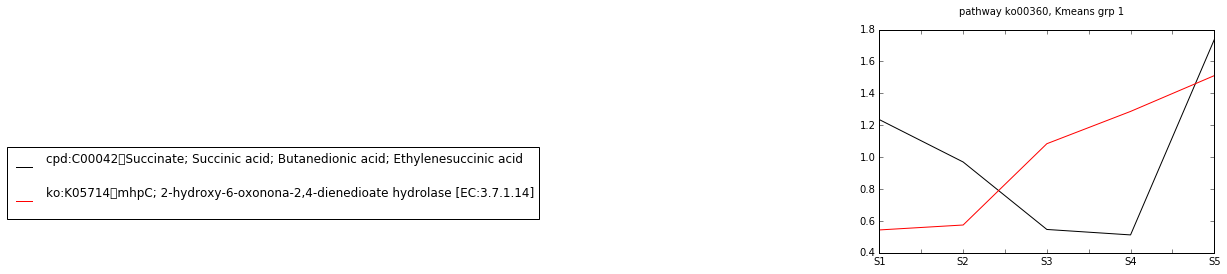 pathway ko00360, Kmeans grp 1
1.8
1.6
1.4
1.2
1.0
0.8
0.6
0.4
S1 S2 S3 S4 S5
cpd:C00042▯Succinate; Succinic acid; Butanedionic acid; Ethylenesuccinic acid
ko:K05714▯mhpC; 2-hydroxy-6-oxonona-2,4-dienedioate hydrolase [EC:3.7.1.14]